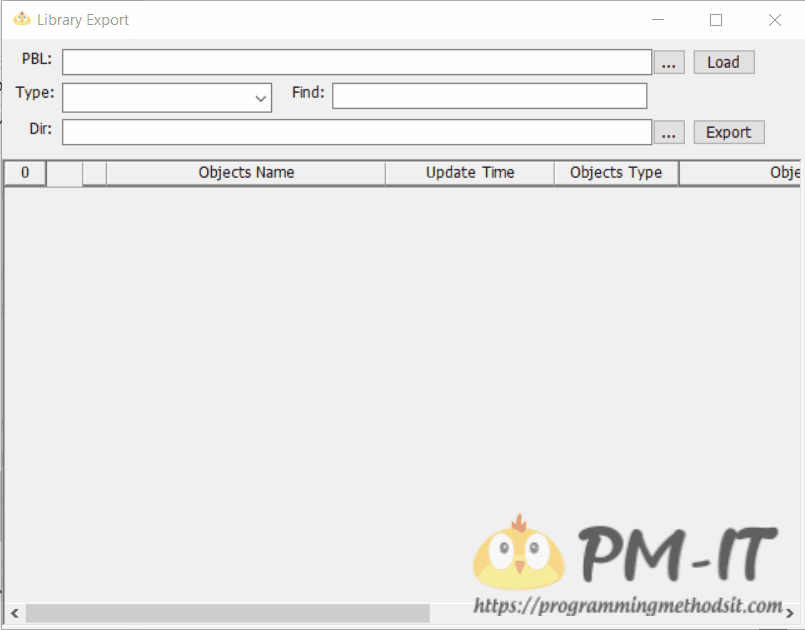 Library Export
PBL: ... Load
Type: Find:
Dir: ... Export
0 Objects Name Update Time Objects Type Obje
PM-IT
https://programmingmethodsit.com